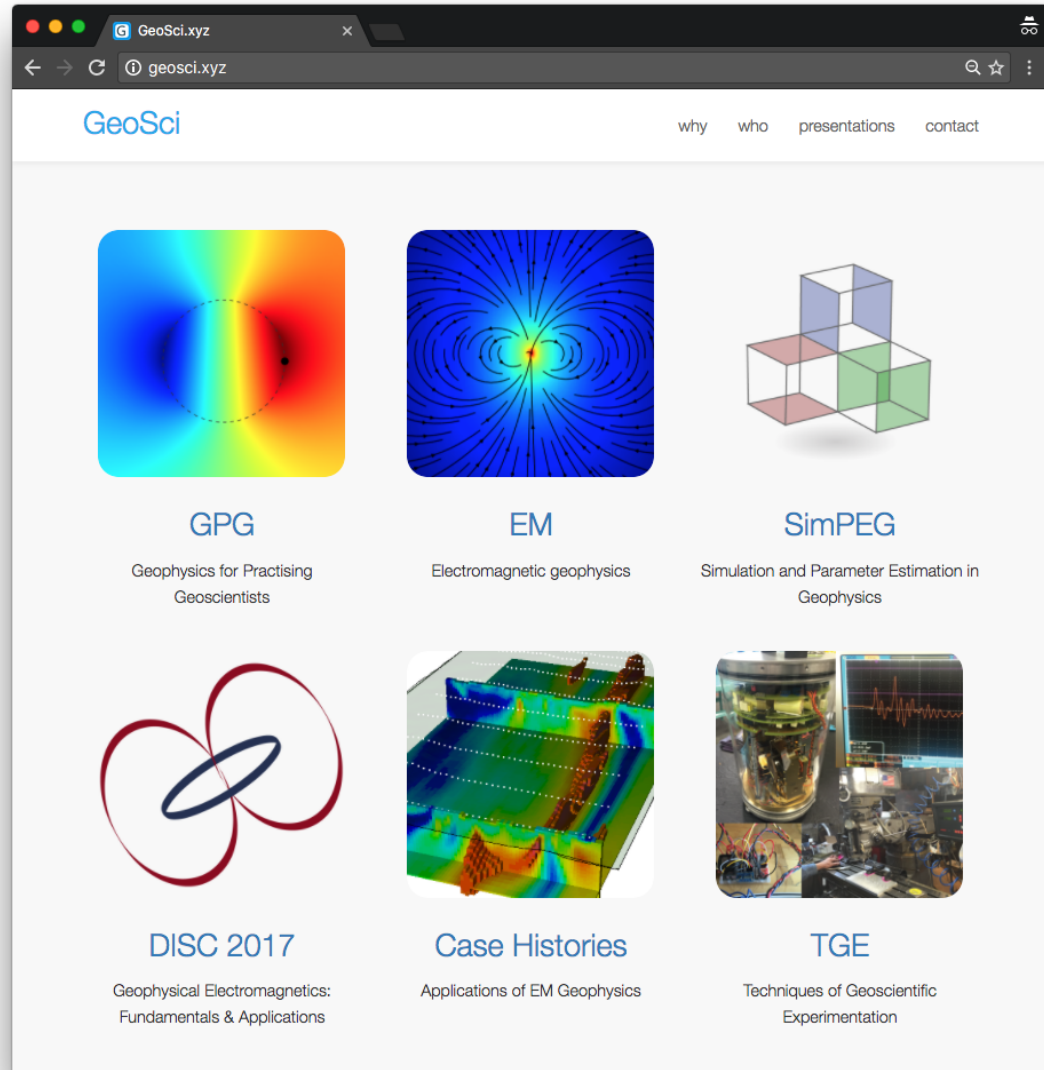 GeoSci.xyz
geosci.xyz
GeoSci
why who presentations contact
GPG
Geophysics for Practising
Geoscientists
EM
Electromagnetic geophysics
SimPEG
Simulation and Parameter Estimation in
Geophysics
DISC 2017
Geophysical Electromagnetics:
Fundamentals & Applications
Case Histories
Applications of EM Geophysics
TGE
Techniques of Geoscientific
Experimentation